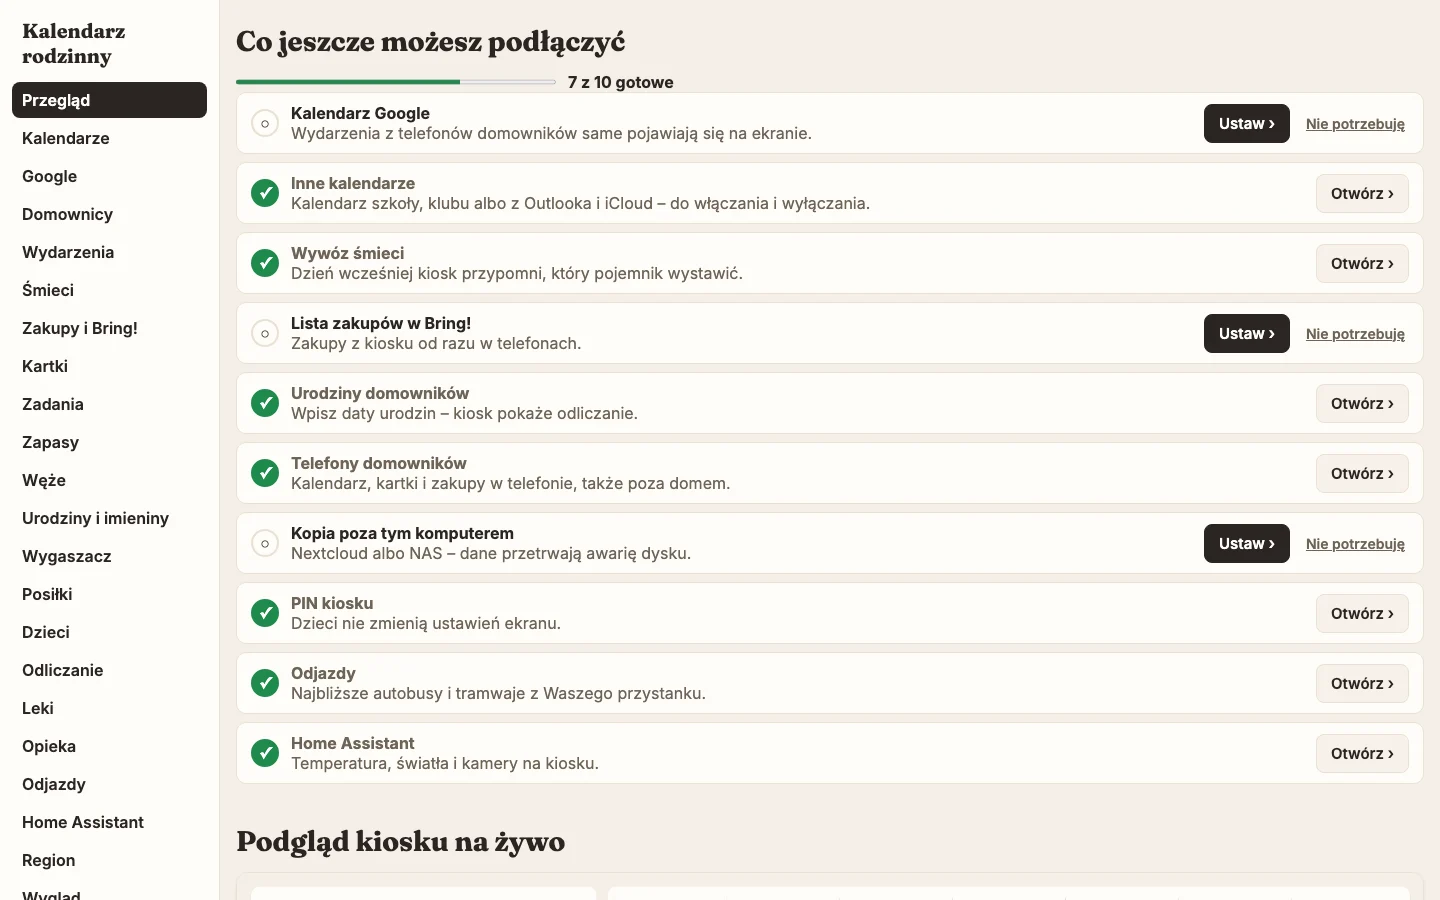 Kalendarz
rodzinny
Przegląd
Kalendarze
Google
Domownicy
Wydarzenia
Śmieci
Zakupy i Bring!
Kartki
Zadania
Zapasy
Węże
Urodziny i imieniny
Wygaszacz
Posiłki
Dzieci
Odliczanie
Leki
Opieka
Odjazdy
Home Assistant
Region
Wygląd
Co jeszcze możesz podłączyć
7 z 10 gotowe
Kalendarz Google
Wydarzenia z telefonów domowników same pojawiają się na ekranie.
Ustaw ›
Nie potrzebuję
Inne kalendarze
Kalendarz szkoły, klubu albo z Outlooka i iCloud – do włączania i wyłączania.
Otwórz ›
Wywóz śmieci
Dzień wcześniej kiosk przypomni, który pojemnik wystawić.
Otwórz ›
Lista zakupów w Bring!
Zakupy z kiosku od razu w telefonach.
Ustaw ›
Nie potrzebuję
Urodziny domowników
Wpisz daty urodzin – kiosk pokaże odliczanie.
Otwórz ›
Telefony domowników
Kalendarz, kartki i zakupy w telefonie, także poza domem.
Otwórz ›
Kopia poza tym komputerem
Nextcloud albo NAS – dane przetrwają awarię dysku.
Ustaw ›
Nie potrzebuję
PIN kiosku
Dzieci nie zmienią ustawień ekranu.
Otwórz ›
Odjazdy
Najbliższe autobusy i tramwaje z Waszego przystanku.
Otwórz ›
Home Assistant
Temperatura, światła i kamery na kiosku.
Otwórz ›
Podgląd kiosku na żywo